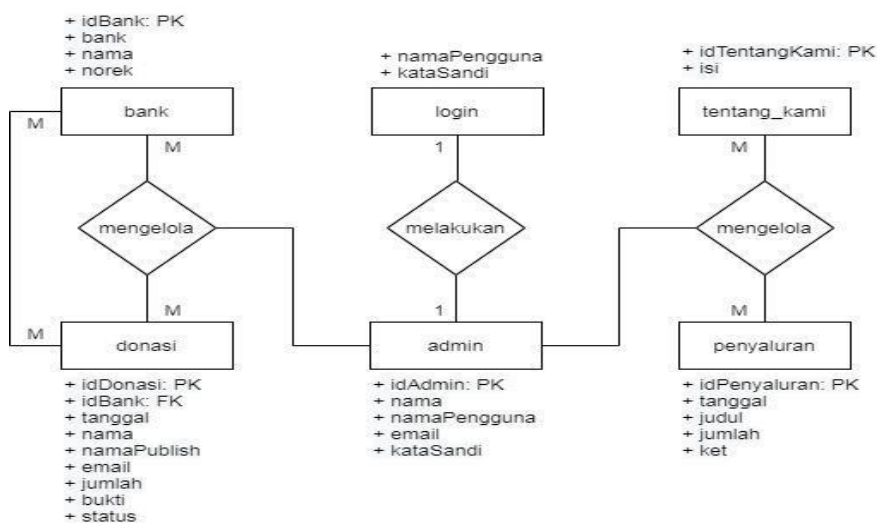 + idBank: PK
+ bank
+ nama
+ norek
+ namaPengguna
+ kataSandi
+ idTentangKami: PK
+ isi
bank
login
tentang_kami
M
M
1
M
mengelola
melakukan
mengelola
M
M
1
M
donasi
admin
penyaluran
+ idDonasi: PK
+ idBank: FK
+ tanggal
+ nama
+ namaPublish
+ email
+ jumlah
+ bukti
+ status
+ idAdmin: PK
+ nama
+ namaPengguna
+ email
+ kataSandi
+ idPenyaluran: PK
+ tanggal
+ judul
+ jumlah
+ ket